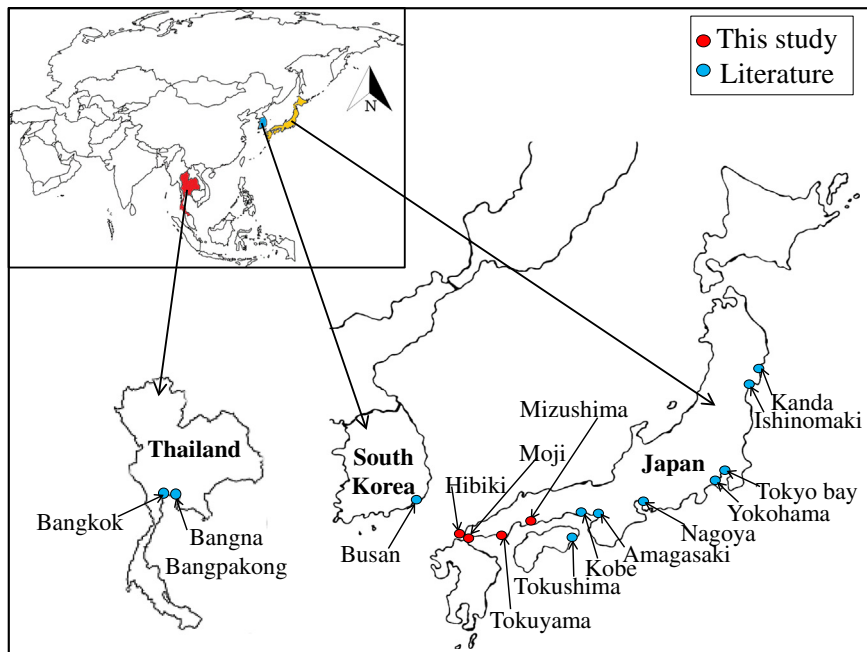 This study
Literature
N
Thailand
Bangkok
Bangna
Bangpakong
South
Korea
Busan
Japan
Mizushima
Moji
Hibiki
Tokuyama
Tokushima
Kobe
Amagasaki
Nagoya
Yokohama
Tokyo bay
Kanda
Ishinomaki